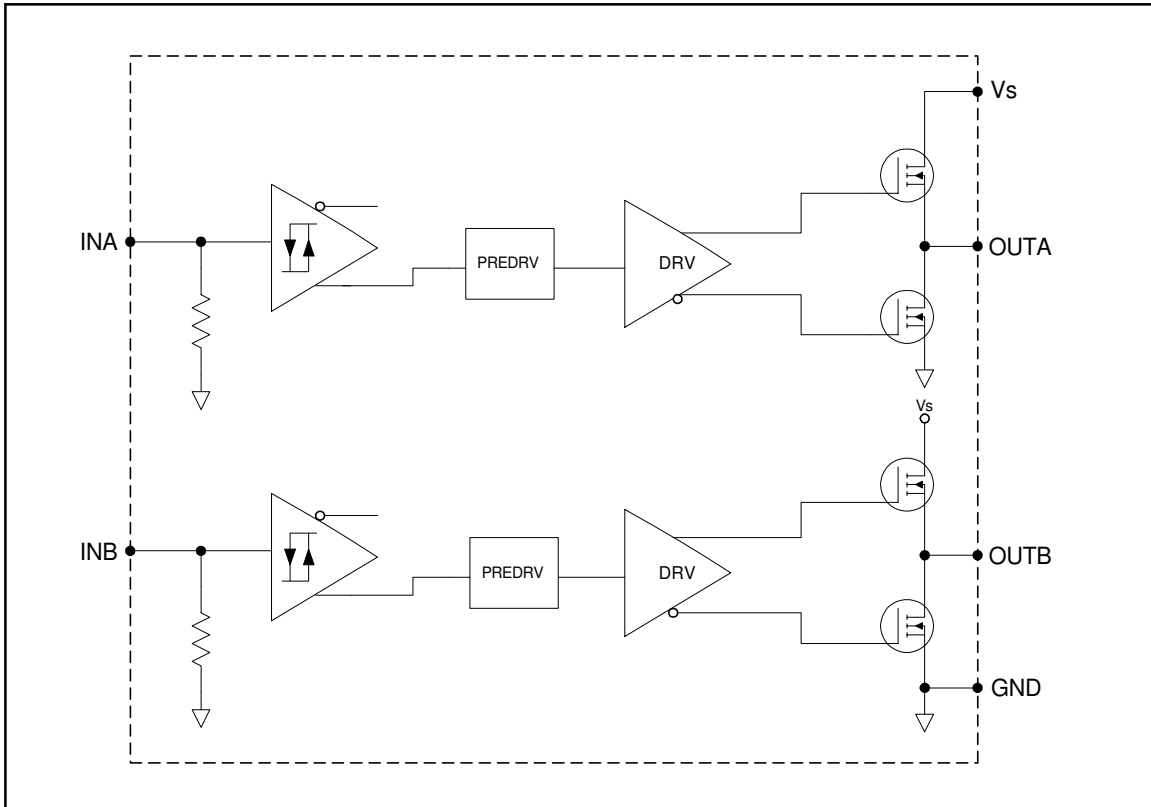 Vs
INA
PREDRV
DRV
OUTA
Vs
INB
PREDRV
DRV
OUTB
GND